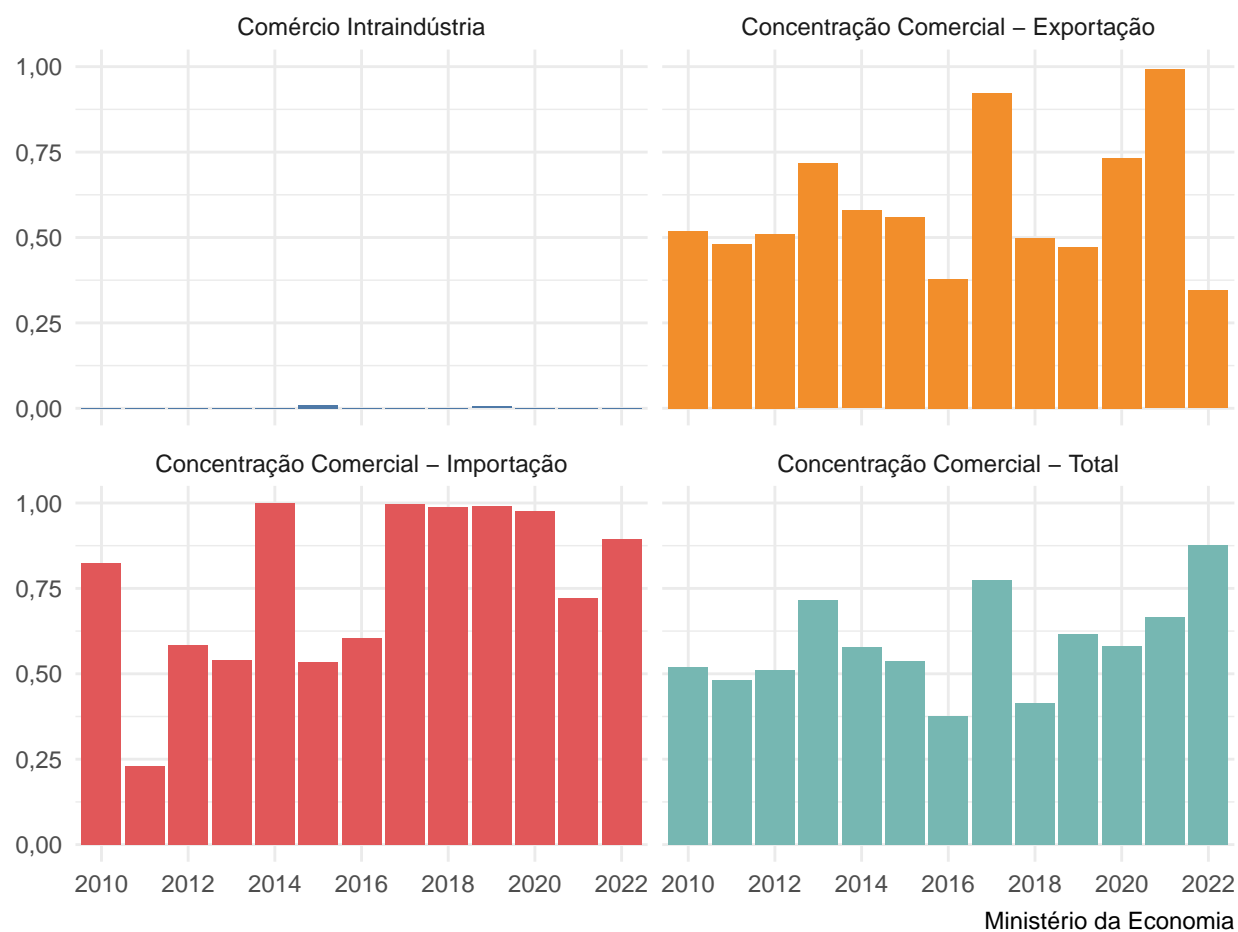 Comércio Intraindústria
Concentração Comercial – Exportação
1,00
0,75
0,50
0,25
0,00
Concentração Comercial – Importação
Concentração Comercial – Total
1,00
0,75
0,50
0,25
0,00
2010 2012 2014 2016 2018 2020 2022
2010 2012 2014 2016 2018 2020 2022
Ministério da Economia